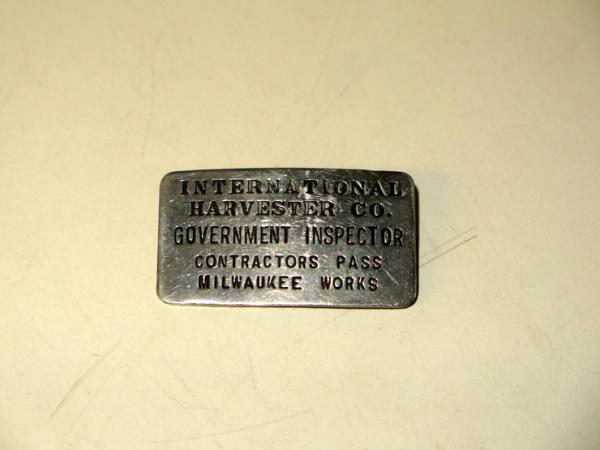 INTERNATIONAL
HARVESTER CO.
GOVERNMENT INSPECTOR
CONTRACTORS PASS
MILWAUKEE WORKS